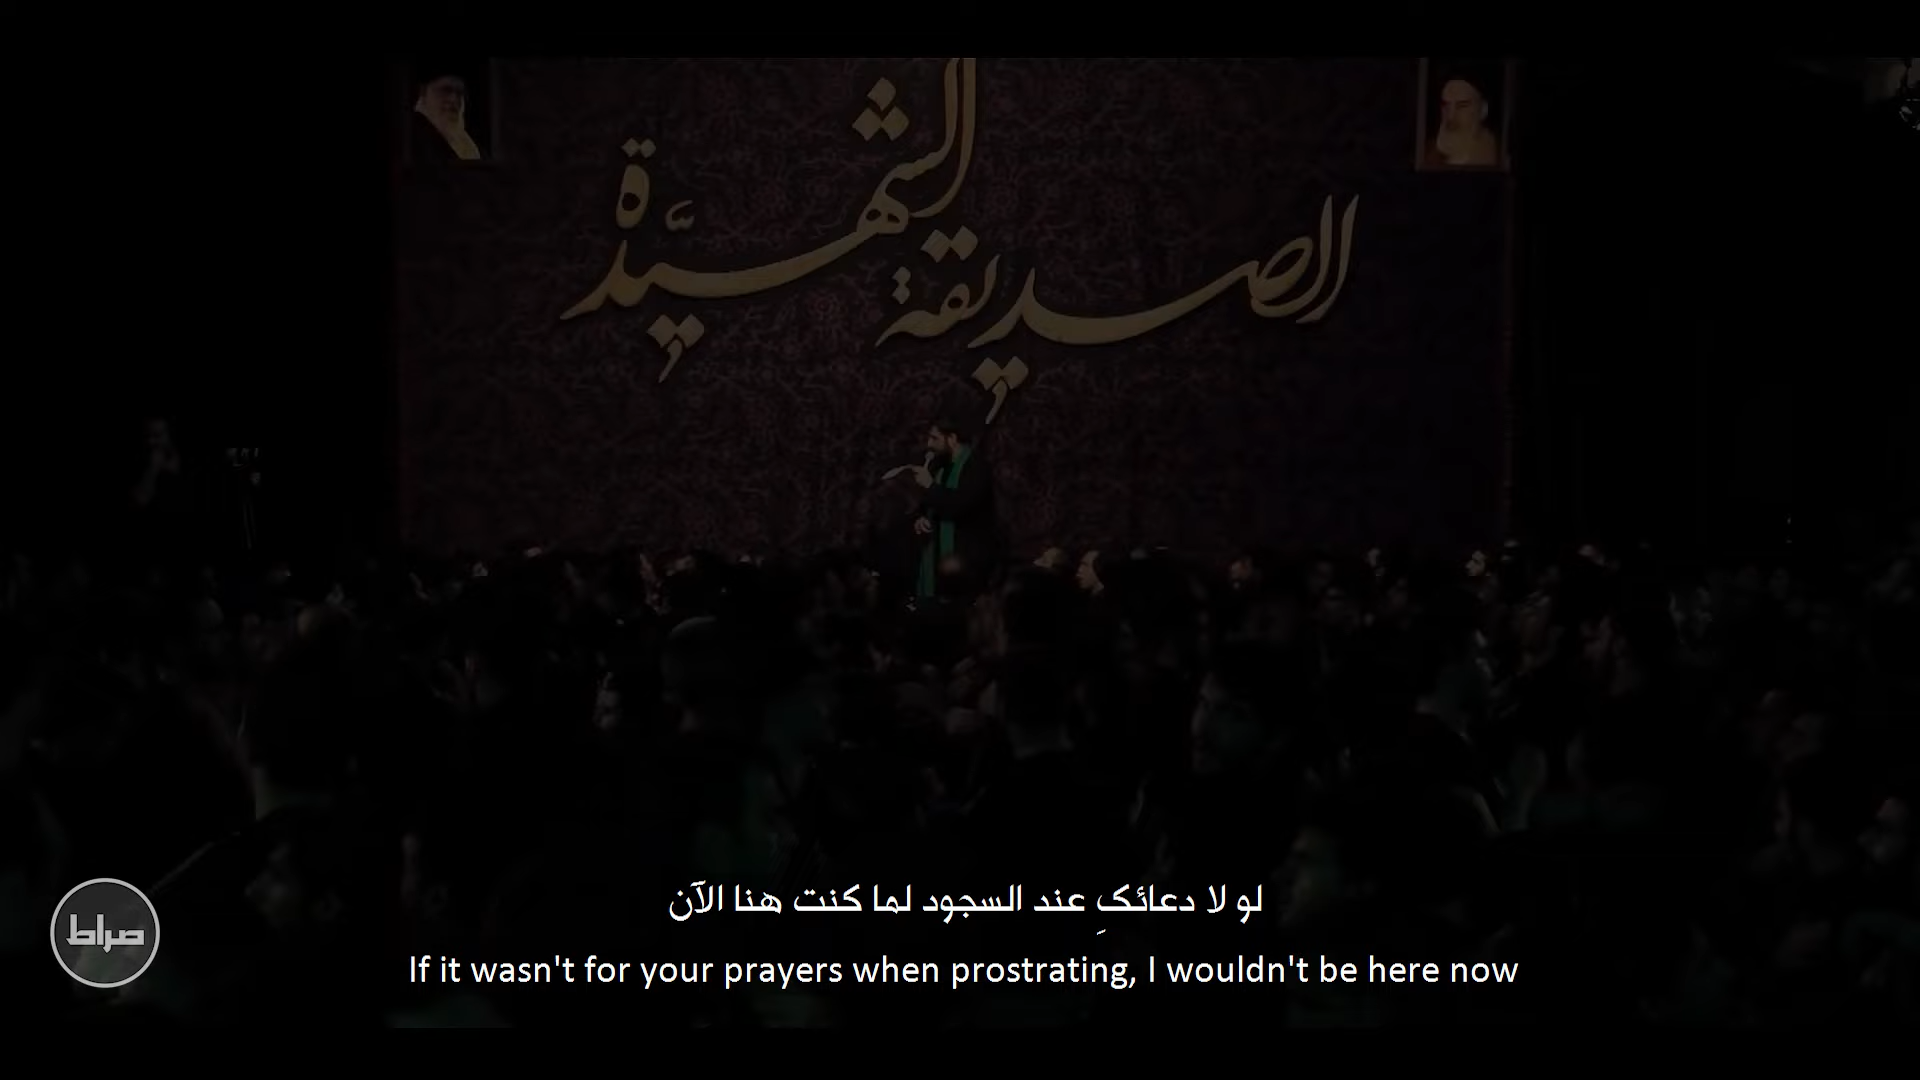 الشهيدة
الصديقة
لو لا دعائكِ عند السجود لما كنت هنا الآن
If it wasn't for your prayers when prostrating, I wouldn't be here now
صراط